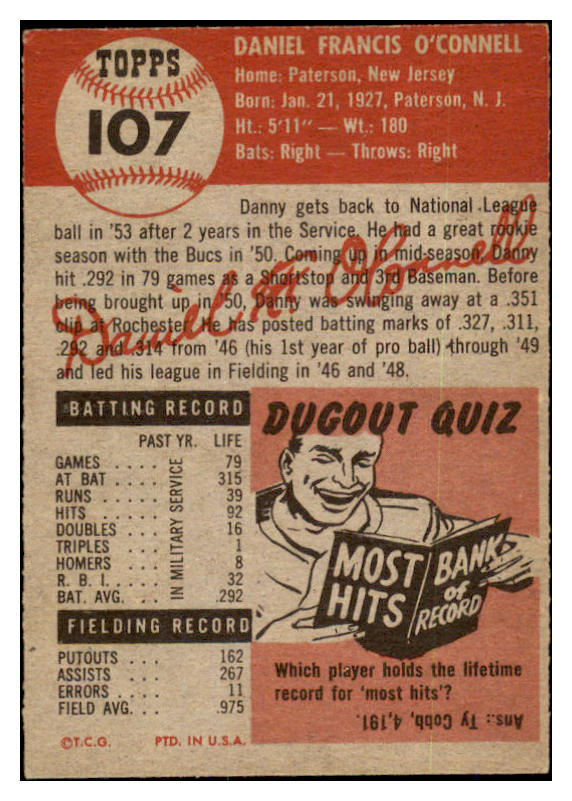 TOPPS
107
DANIEL FRANCIS O'CONNELL
Home: Paterson, New Jersey
Born: Jan. 21, 1927, Paterson, N. J.
Ht.: 5'11" — Wt.: 180
Bats: Right — Throws: Right
Danny gets back to National League
ball in '53 after 2 years in the Service. He had a great rookie
season with the Bucs in '50. Coming up in mid-season, Danny
hit .292 in 79 games as a Shortstop and 3rd Baseman. Before
being brought up in '50, Danny was swinging away at a .351
clip at Rochester. He has posted batting marks of .327, .311,
.292 and .314 from '46 (his 1st year of pro ball) through '49
and led his league in Fielding in '46 and '48.
Daniel F. O'Connell
BATTING RECORD
PAST YR. LIFE
GAMES . . . . 79
AT BAT . . . . 315
RUNS . . . . . 39
HITS . . . . . 92
DOUBLES . . . 16
TRIPLES . . . 1
HOMERS . . . 8
R. B. I. . . . . . 32
BAT. AVG. . . . .292
IN MILITARY SERVICE
FIELDING RECORD
PUTOUTS . . . 162
ASSISTS . . . . 267
ERRORS . . . . 11
FIELD AVG. . . .975
©T.C.G. PTD. IN U.S.A.
DUGOUT QUIZ
MOST HITS
BANK of RECORD
Which player holds the lifetime
record for 'most hits'?
Ans.: Ty Cobb, 4,191.